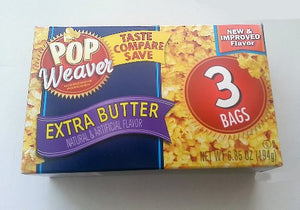 POP
Weaver
TASTE
COMPARE
SAVE
NEW &
IMPROVED
Flavor
3
BAGS
EXTRA BUTTER
NATURAL & ARTIFICIAL FLAVOR
NET WT 6.85 OZ (194g)